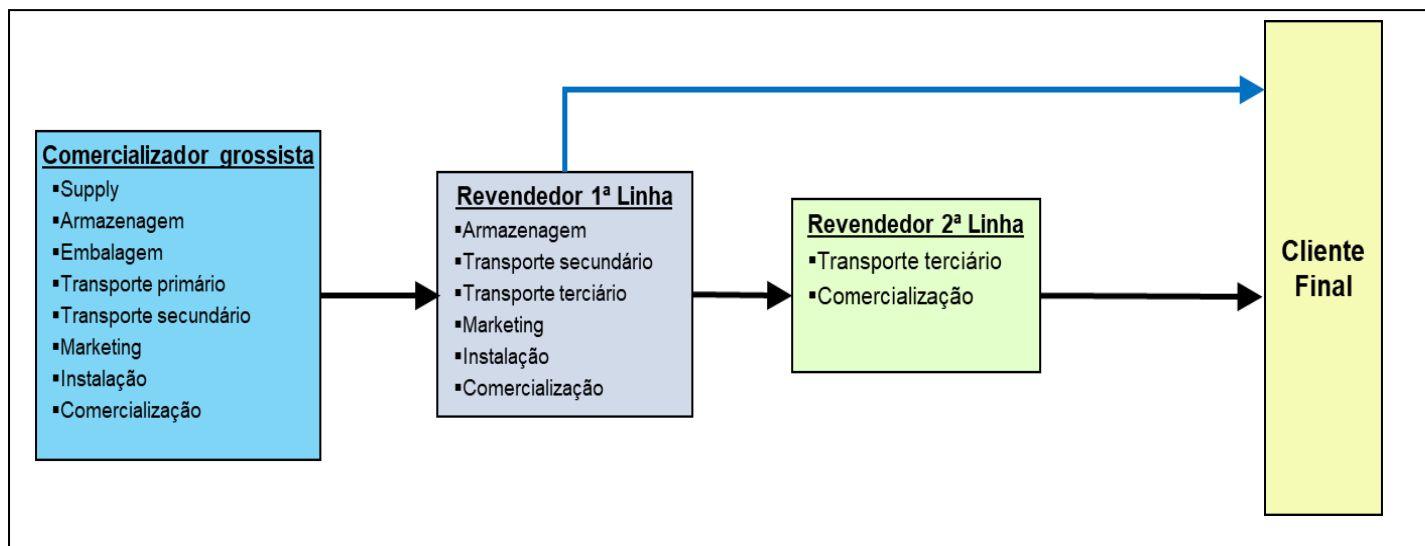 Comercializador grossista
▪Supply
▪Armazenagem
▪Embalagem
▪Transporte primário
▪Transporte secundário
▪Marketing
▪Instalação
▪Comercialização
Revendedor 1ª Linha
▪Armazenagem
▪Transporte secundário
▪Transporte terciário
▪Marketing
▪Instalação
▪Comercialização
Revendedor 2ª Linha
▪Transporte terciário
▪Comercialização
Cliente
Final